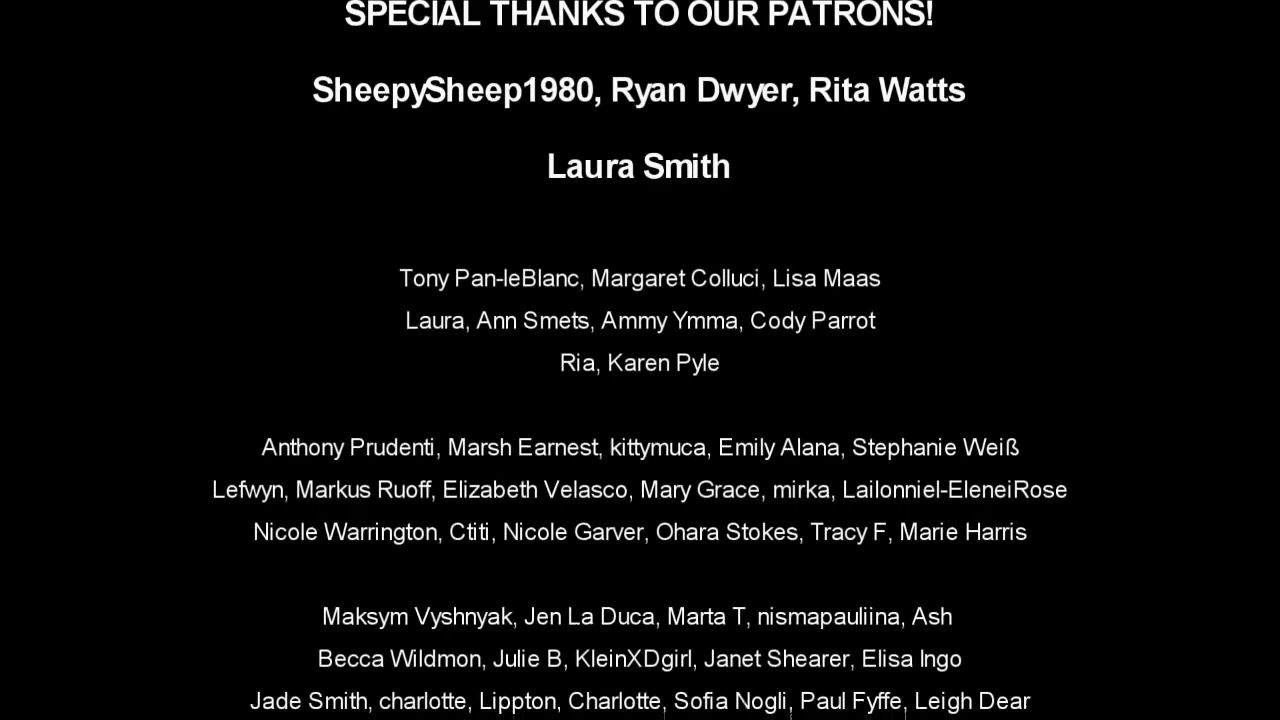 SPECIAL THANKS TO OUR PATRONS!
SheepySheep1980, Ryan Dwyer, Rita Watts
Laura Smith
Tony Pan-leBlanc, Margaret Colluci, Lisa Maas
Laura, Ann Smets, Ammy Ymma, Cody Parrot
Ria, Karen Pyle
Anthony Prudenti, Marsh Earnest, kittymuca, Emily Alana, Stephanie Weiß
Lefwyn, Markus Ruoff, Elizabeth Velasco, Mary Grace, mirka, Lailonniel-EleneiRose
Nicole Warrington, Ctiti, Nicole Garver, Ohara Stokes, Tracy F, Marie Harris
Maksym Vyshnyak, Jen La Duca, Marta T, nismapauliina, Ash
Becca Wildmon, Julie B, KleinXDgirl, Janet Shearer, Elisa Ingo
Jade Smith, charlotte, Lippton, Charlotte, Sofia Nogli, Paul Fyffe, Leigh Dear